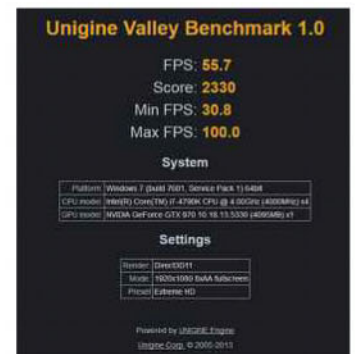 Unigine Valley Benchmark 1.0
FPS: 55.7
Score: 2330
Min FPS: 30.8
Max FPS: 100.0
System
Platform: Windows 7 (build 7601, Service Pack 1) 64bit
CPU model: Intel(R) Core(TM) i7-4790K CPU @ 4.00GHz (4000MHz) x4
GPU model: NVIDIA GeForce GTX 970 10.18.13.5330 (4095MB) x1
Settings
Render: Direct3D11
Mode: 1920x1080 8xAA fullscreen
Preset Extreme HD
Powered by UNIGINE Engine
Unigine Corp. © 2005-2013